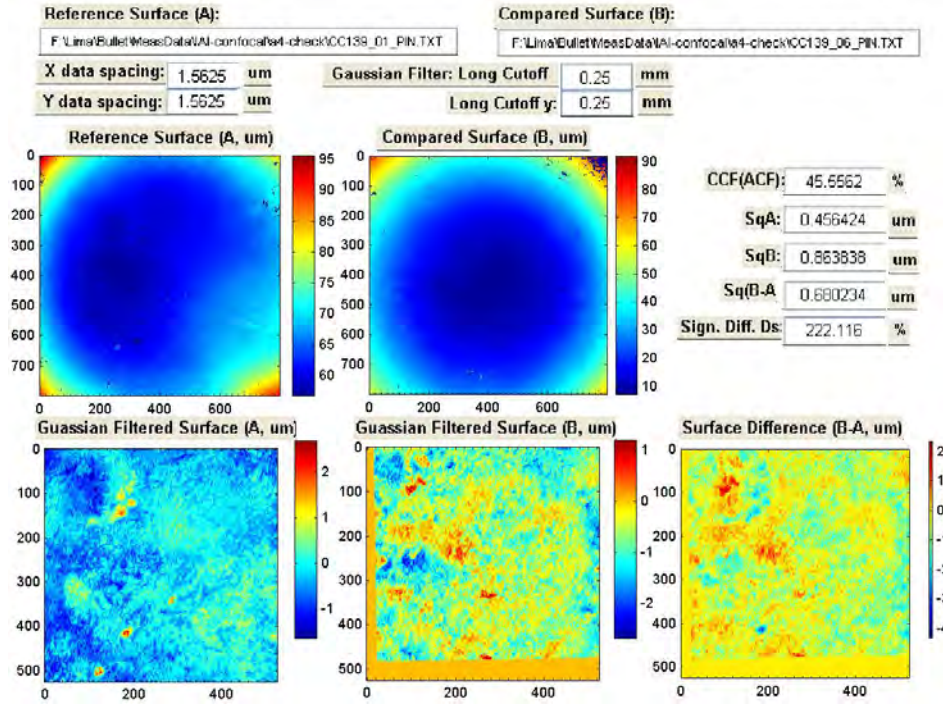 Reference Surface (A): Compared Surface (B):
F:\Lima\Bullet\MeasData\IAI-confocal\a4-check\CC139_01_PIN.TXT F:\Lima\Bullet\MeasData\IAI-confocal\a4-check\CC139_06_PIN.TXT
X data spacing: 1.5625 um Gaussian Filter: Long Cutoff 0.25 mm
Y data spacing: 1.5625 um Long Cutoff y: 0.25 mm
Reference Surface (A, um) Compared Surface (B, um)
0 100 200 300 400 500 600 700
0 200 400 600
95 90 85 80 75 70 65 60
0 100 200 300 400 500 600 700
0 200 400 600 800
90 80 70 60 50 40 30 20 10
CCF(ACF): 45.5562 %
SqA: 0.456424 um
SqB: 0.863838 um
Sq(B-A 0.680234 um
Sign. Diff. Ds: 222.116 %
Guassian Filtered Surface (A, um) Guassian Filtered Surface (B, um) Surface Difference (B-A, um)
0 100 200 300 400 500
0 200 400
2 1 0 -1
0 100 200 300 400 500
0 200 400
1 0 -1 -2
0 100 200 300 400 500
0 200 400
2 1 0 -1 -2 -3 -4